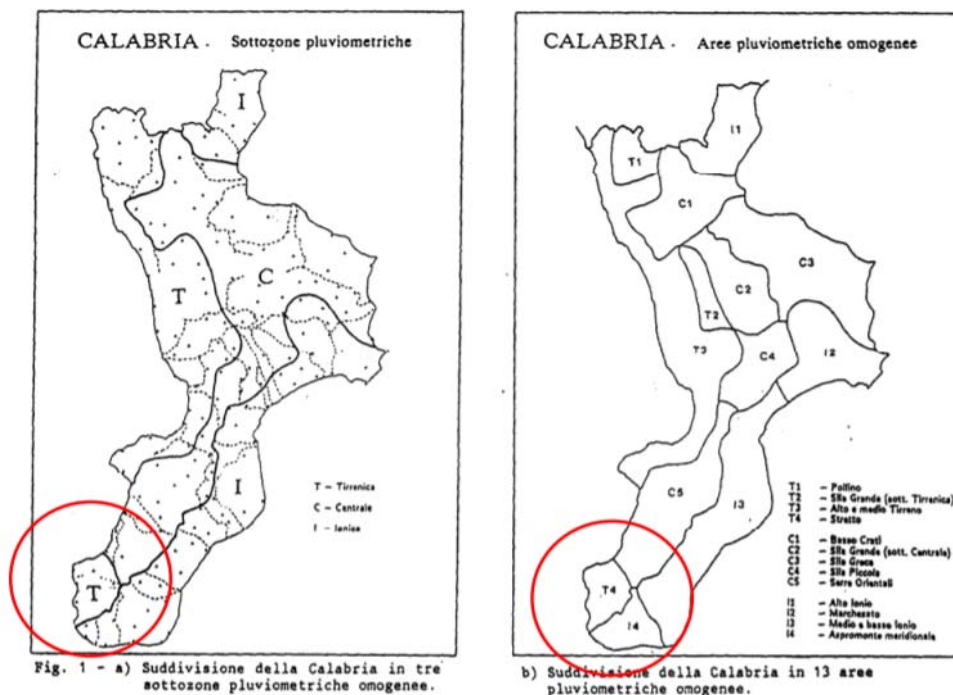 CALABRIA. Sottozone pluviometriche
I
T
C
I
T
T – Tirrenica
C – Centrale
I – Ionica
Fig. 1 - a) Suddivisione della Calabria in tre
sottozone pluviometriche omogenee.
CALABRIA. Aree pluviometriche omogenee
I1
T1
C1
C3
C2
T2
T3
C4
I2
C5
I3
T4
I4
T1 – Pollino
T2 – Sila Grande (sott. Tirrenica)
T3 – Alto e medio Tirreno
T4 – Stretto
C1 – Basso Crati
C2 – Sila Grande (sott. Centrale)
C3 – Sila Greca
C4 – Sila Piccola
C5 – Serre Orientali
I1 – Alto Ionio
I2 – Marchesato
I3 – Medio e basso Ionio
I4 – Aspromonte meridionale
b) Suddivisione della Calabria in 13 aree
pluviometriche omogenee.